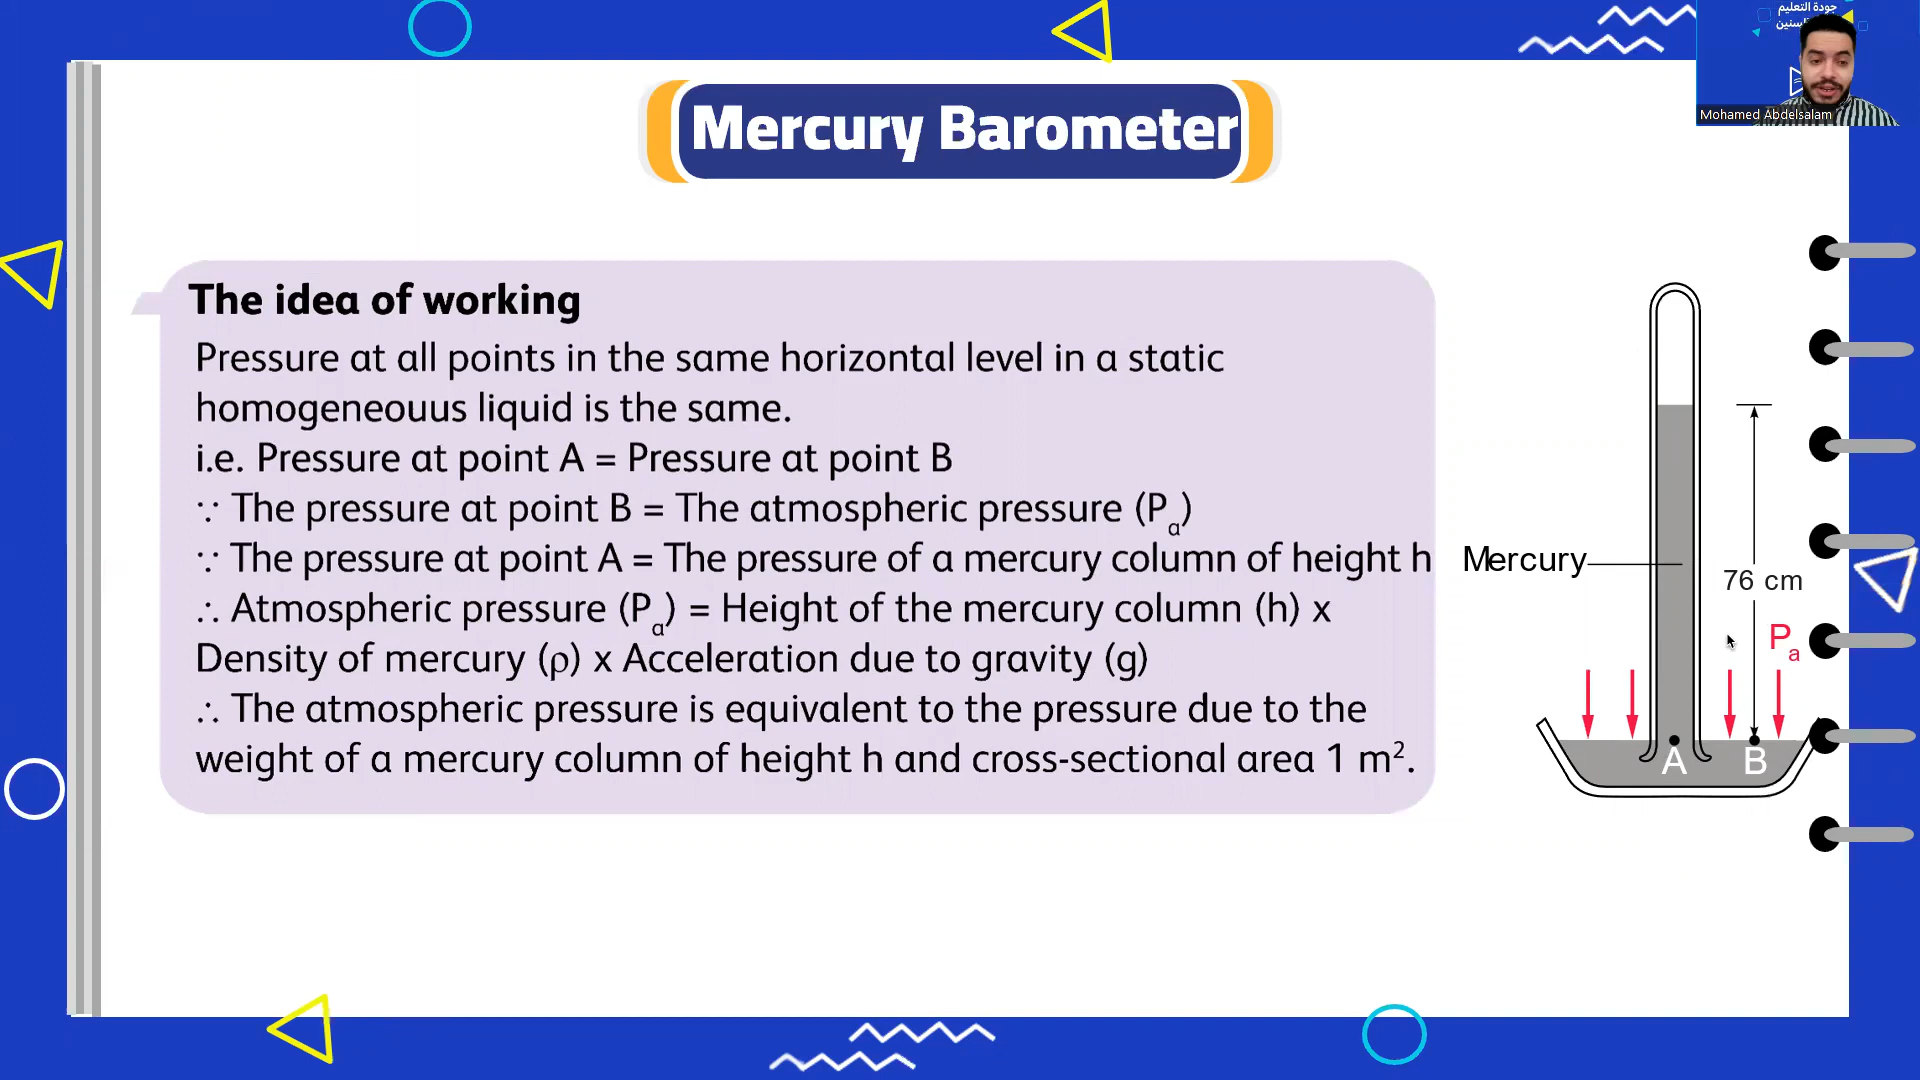 جودة التعليم
Mohamed Abdelsalam
Mercury Barometer
The idea of working
Pressure at all points in the same horizontal level in a static
homogeneouus liquid is the same.
i.e. Pressure at point A = Pressure at point B
∵ The pressure at point B = The atmospheric pressure (Pa)
∵ The pressure at point A = The pressure of a mercury column of height h
∴ Atmospheric pressure (Pa) = Height of the mercury column (h) x
Density of mercury (ρ) x Acceleration due to gravity (g)
∴ The atmospheric pressure is equivalent to the pressure due to the
weight of a mercury column of height h and cross-sectional area 1 m².
Mercury
76 cm
Pa
A
B